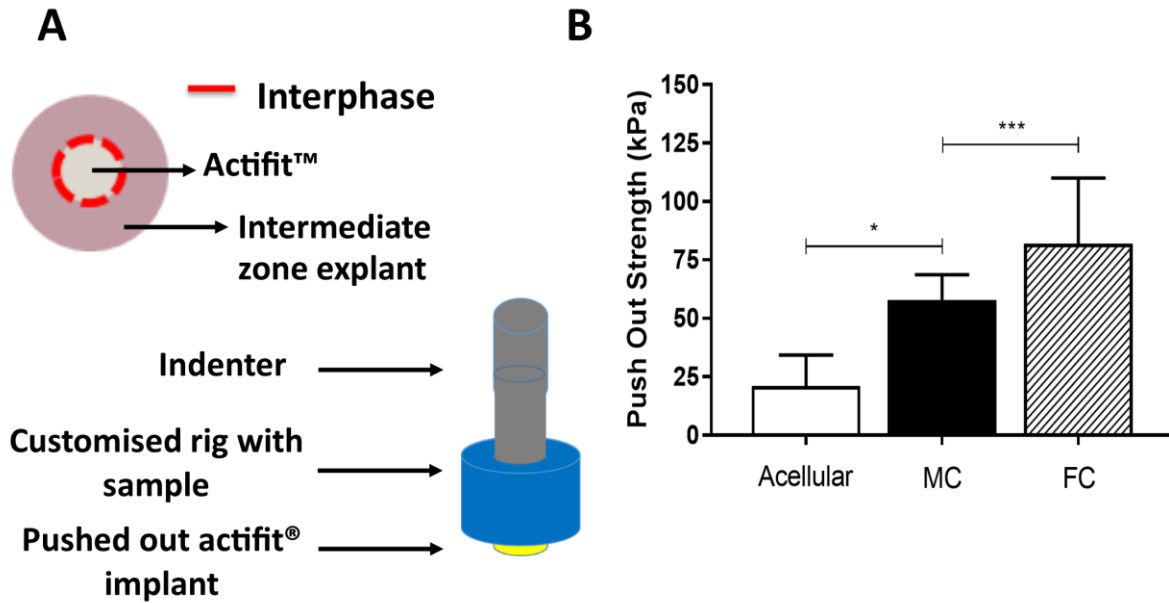 A
Interphase
Actifit™
Intermediate
zone explant
Indenter
Customised rig with
sample
Pushed out actifit®
implant
B
Push Out Strength (kPa)
150
125
100
75
50
25
0
*
***
Acellular
MC
FC